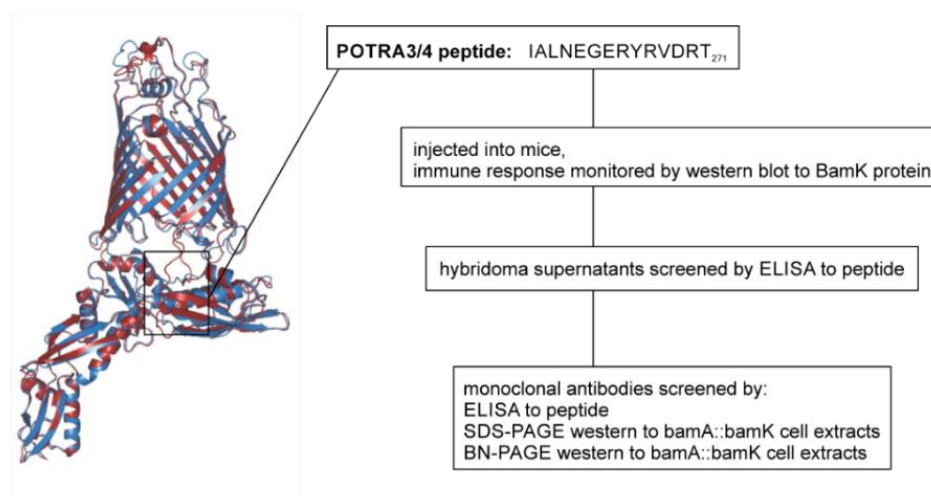 POTRA3/4 peptide: IALNEGERYRVDRT271
injected into mice,
immune response monitored by western blot to BamK protein
hybridoma supernatants screened by ELISA to peptide
monoclonal antibodies screened by:
ELISA to peptide
SDS-PAGE western to bamA::bamK cell extracts
BN-PAGE western to bamA::bamK cell extracts